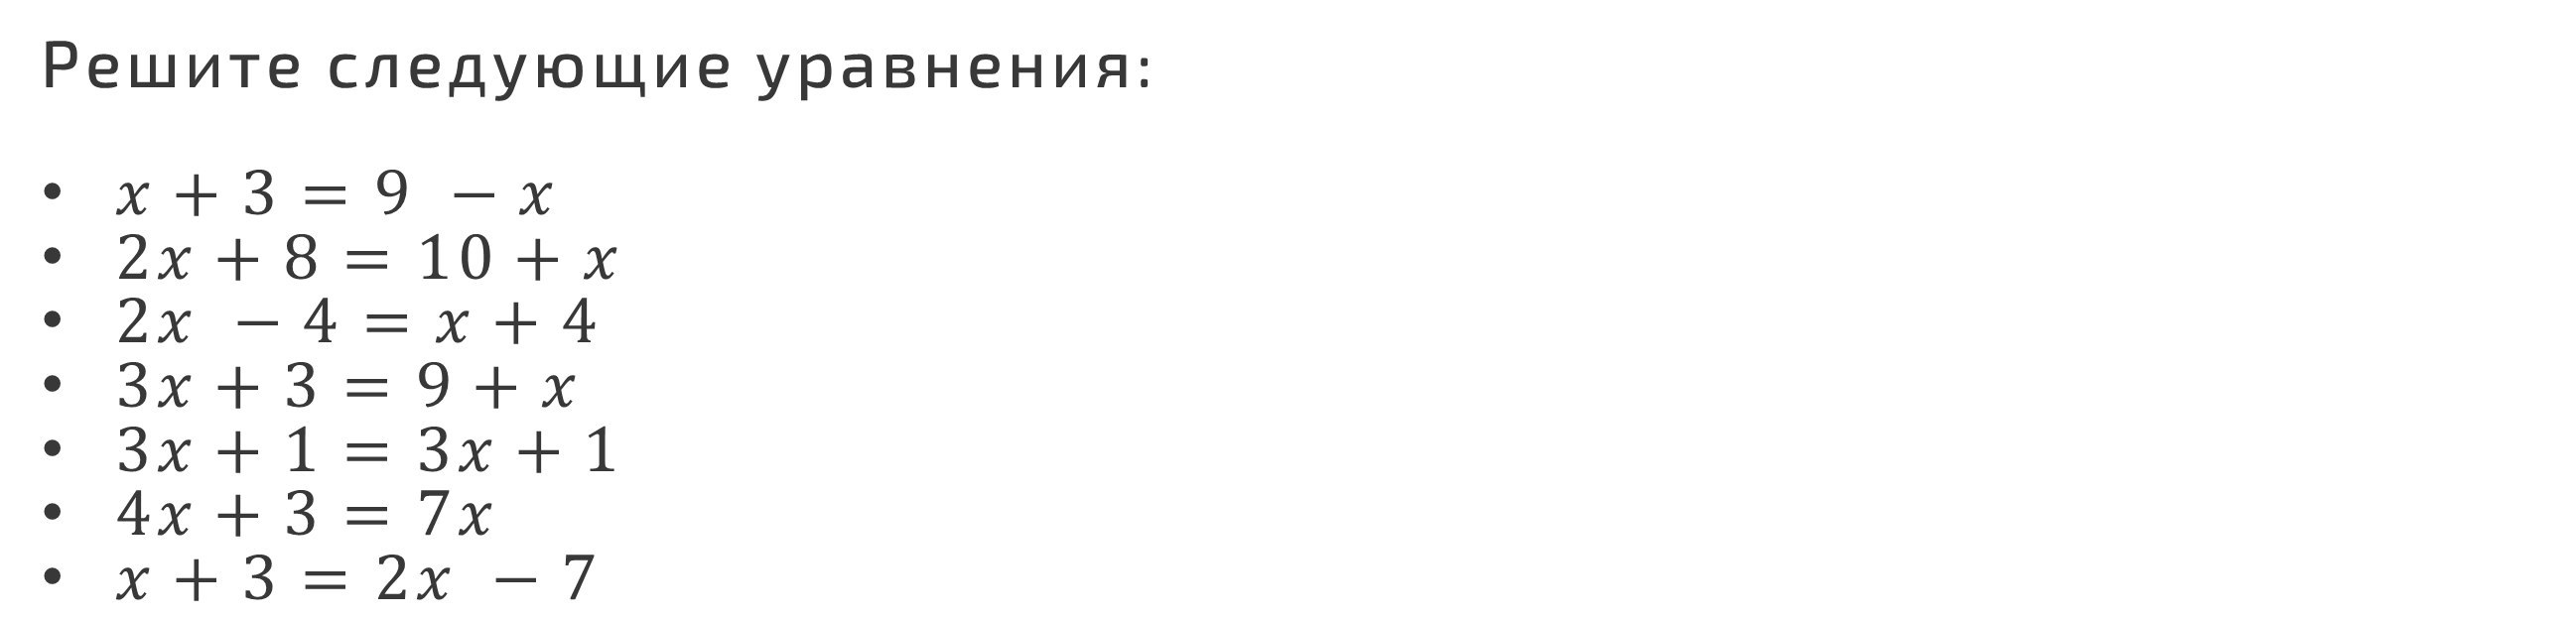 Решите следующие уравнения:
• x + 3 = 9 − x
• 2x + 8 = 10 + x
• 2x − 4 = x + 4
• 3x + 3 = 9 + x
• 3x + 1 = 3x + 1
• 4x + 3 = 7x
• x + 3 = 2x − 7